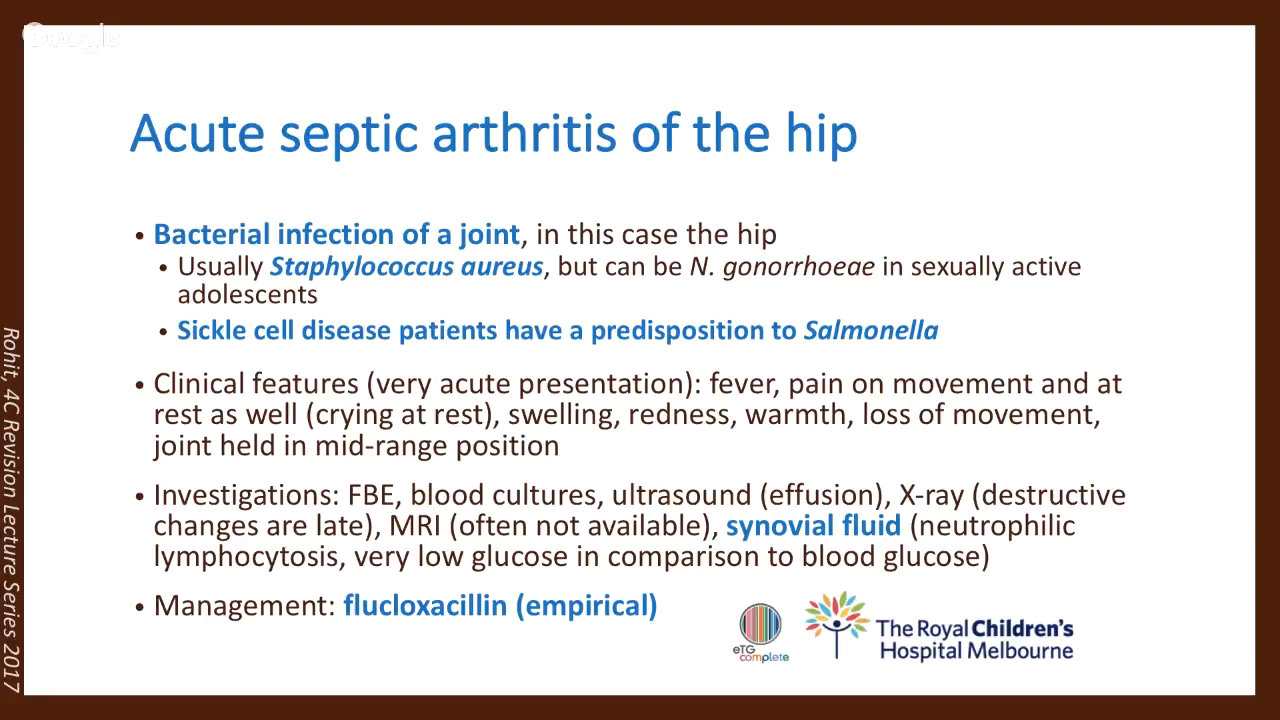 Google
Acute septic arthritis of the hip
• Bacterial infection of a joint, in this case the hip
• Usually Staphylococcus aureus, but can be N. gonorrhoeae in sexually active
adolescents
• Sickle cell disease patients have a predisposition to Salmonella
• Clinical features (very acute presentation): fever, pain on movement and at
rest as well (crying at rest), swelling, redness, warmth, loss of movement,
joint held in mid-range position
• Investigations: FBE, blood cultures, ultrasound (effusion), X-ray (destructive
changes are late), MRI (often not available), synovial fluid (neutrophilic
lymphocytosis, very low glucose in comparison to blood glucose)
• Management: flucloxacillin (empirical)
eTG
complete
The Royal Children's
Hospital Melbourne
Rohit, 4C Revision Lecture Series 2017